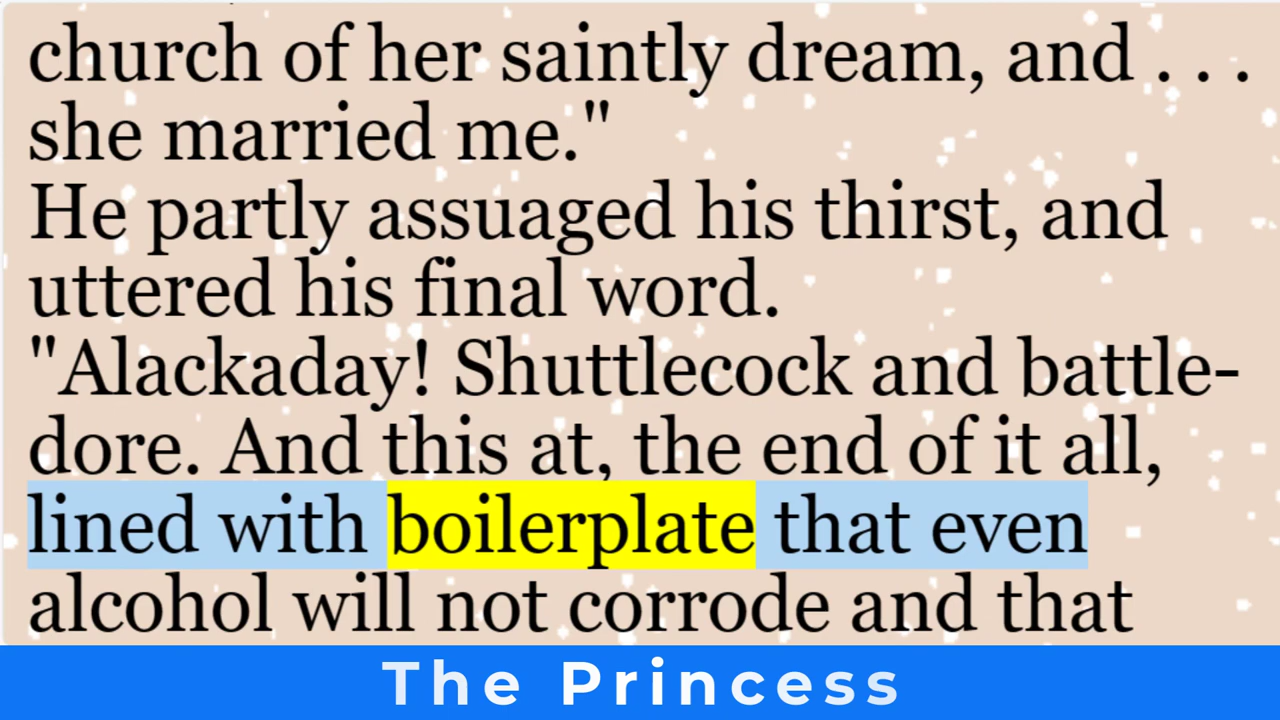 church of her saintly dream, and . . .
she married me."
He partly assuaged his thirst, and
uttered his final word.
"Alackaday! Shuttlecock and battle-
dore. And this at, the end of it all,
lined with boilerplate that even
alcohol will not corrode and that
The Princess